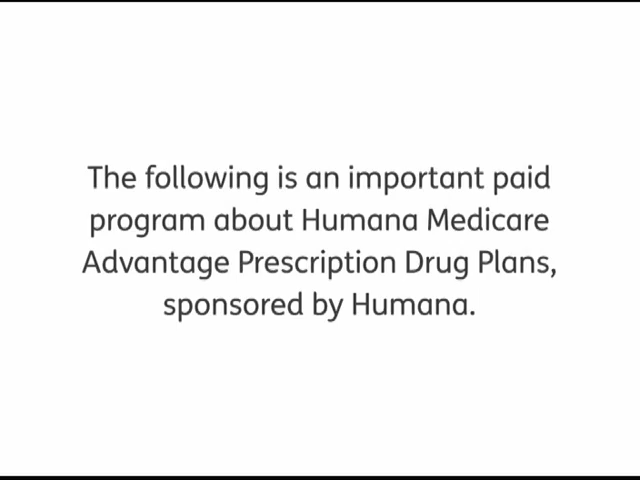 The following is an important paid
program about Humana Medicare
Advantage Prescription Drug Plans,
sponsored by Humana.